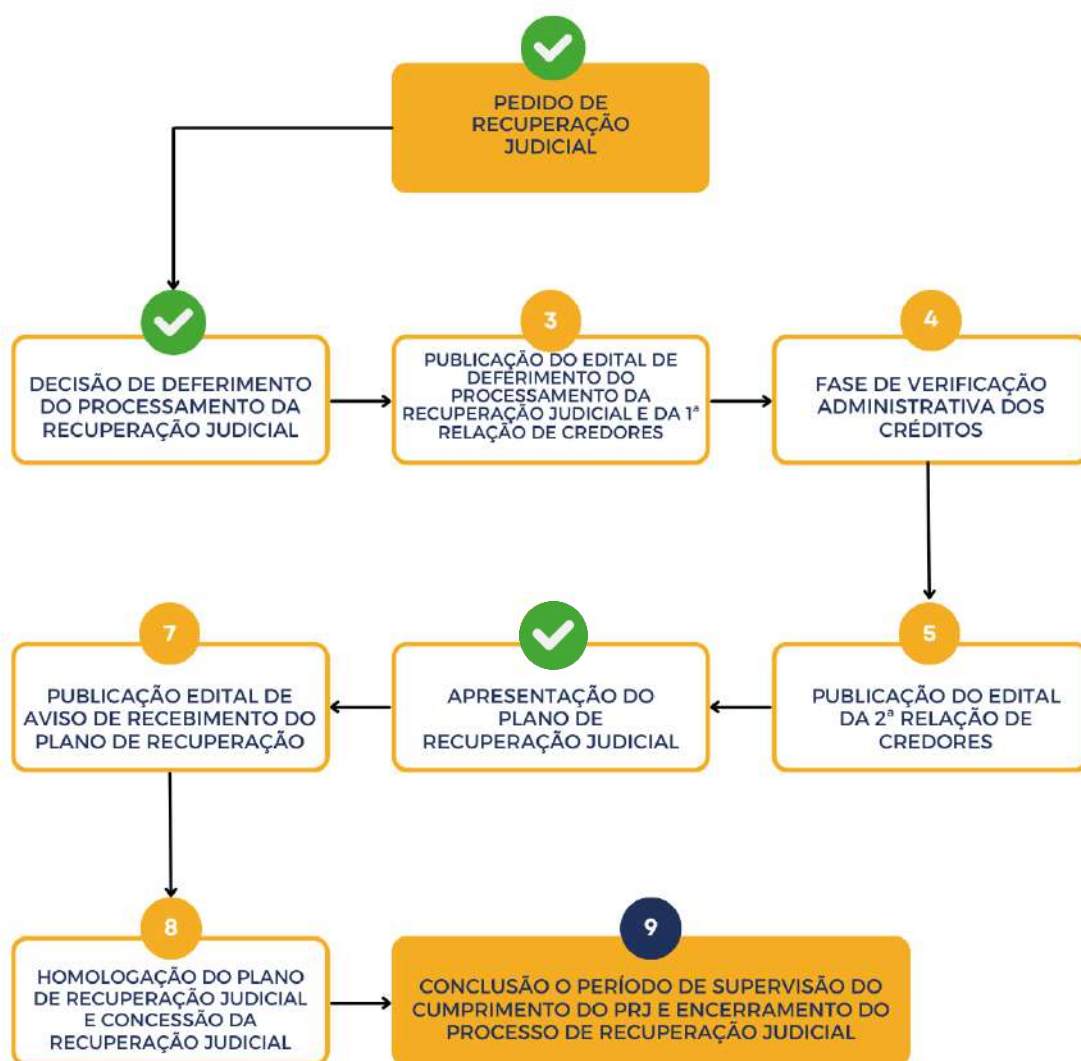 PEDIDO DE
RECUPERAÇÃO
JUDICIAL
DECISÃO DE DEFERIMENTO
DO PROCESSAMENTO DA
RECUPERAÇÃO JUDICIAL
3
PUBLICAÇÃO DO EDITAL DE
DEFERIMENTO DO
PROCESSAMENTO DA
RECUPERAÇÃO JUDICIAL E DA 1ª
RELAÇÃO DE CREDORES
4
FASE DE VERIFICAÇÃO
ADMINISTRATIVA DOS
CRÉDITOS
5
PUBLICAÇÃO DO EDITAL
DA 2ª RELAÇÃO DE
CREDORES
APRESENTAÇÃO DO
PLANO DE
RECUPERAÇÃO JUDICIAL
7
PUBLICAÇÃO EDITAL DE
AVISO DE RECEBIMENTO DO
PLANO DE RECUPERAÇÃO
8
HOMOLOGAÇÃO DO PLANO
DE RECUPERAÇÃO JUDICIAL
E CONCESSÃO DA
RECUPERAÇÃO JUDICIAL
9
CONCLUSÃO O PERÍODO DE SUPERVISÃO DO
CUMPRIMENTO DO PRJ E ENCERRAMENTO DO
PROCESSO DE RECUPERAÇÃO JUDICIAL